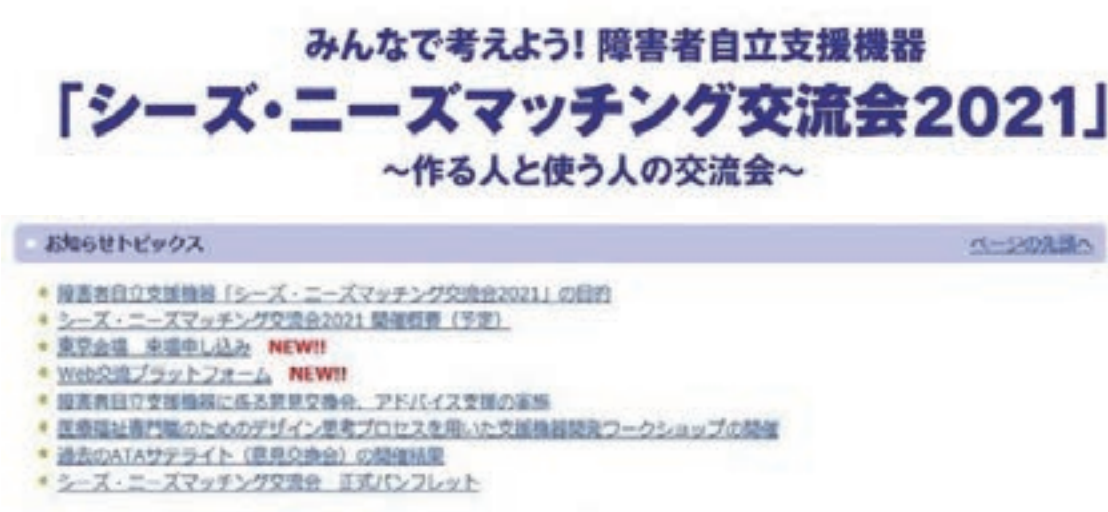 みんなで考えよう! 障害者自立支援機器
「シーズ・ニーズマッチング交流会2021」
～作る人と使う人の交流会～
お知らせトピックス ページの先頭へ
障害者自立支援機器「シーズ・ニーズマッチング交流会2021」の目的
シーズ・ニーズマッチング交流会2021 開催概要（予定）
東京会場 来場申し込み NEW!!
Web交流プラットフォーム NEW!!
障害者自立支援機器に係る意見交換会、アドバイス支援の実施
医療福祉専門職のためのデザイン思考プロセスを用いた支援機器開発ワークショップの開催
過去のATAサテライト（意見交換会）の開催結果
シーズ・ニーズマッチング交流会 正式パンフレット